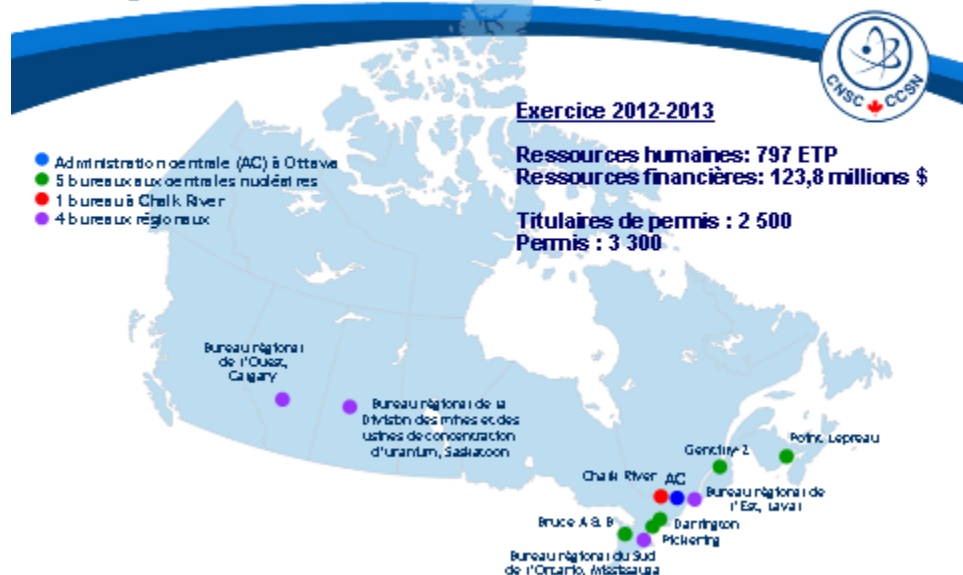 CNSC CCSN
Exercice 2012-2013
Ressources humaines: 797 ETP
Ressources financières: 123,8 millions $
Titulaires de permis : 2 500
Permis : 3 300
Administration centrale (AC) à Ottawa
5 bureaux aux centrales nucléaires
1 bureau à Chalk River
4 bureaux régionaux
Bureau régional
de l'Ouest,
Calgary
Bureau régional de la
Division des mines et des
usines de concentration
d'uranium, Saskatoon
Gentilly-2
Point Lepreau
Chalk River
AC
Bureau régional de
l'Est, Laval
Bruce A & B
Darlington
Pickering
Bureau régional du Sud
de l'Ontario, Mississauga